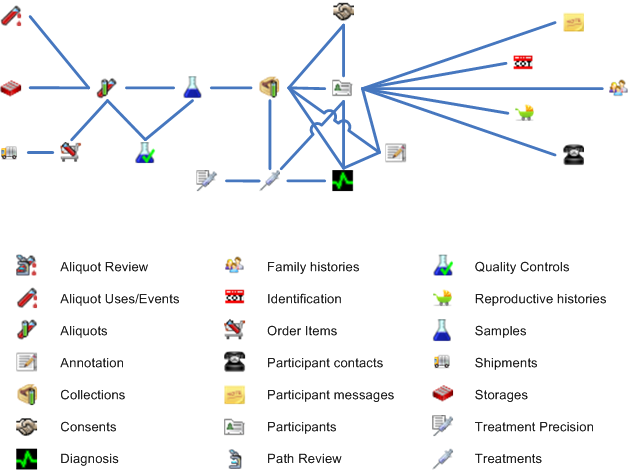 Aliquot Review
Family histories
Quality Controls
Aliquot Uses/Events
Identification
Reproductive histories
Aliquots
Order Items
Samples
Annotation
Participant contacts
Shipments
Collections
Participant messages
Storages
Consents
Participants
Treatment Precision
Diagnosis
Path Review
Treatments